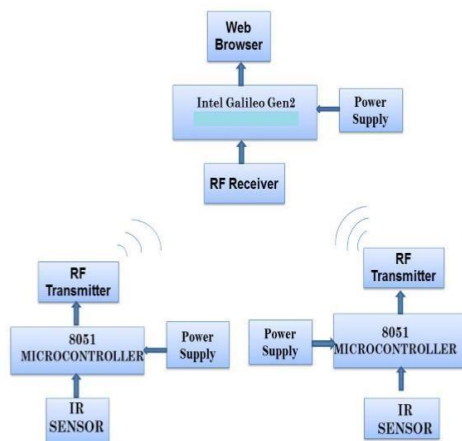 Web
Browser
Intel Galileo Gen2
Power
Supply
RF Receiver
RF
Transmitter
RF
Transmitter
8051
MICROCONTROLLER
Power
Supply
Power
Supply
8051
MICROCONTROLLER
IR
SENSOR
IR
SENSOR